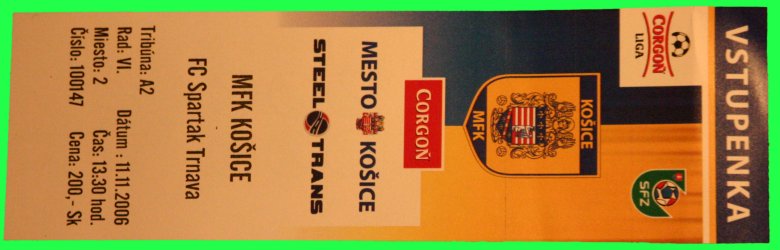 VSTUPENKA
CORGOŇ
LIGA
SFZ
KOŠICE
MFK
CORGOŇ
MESTO KOŠICE
STEEL TRANS
MFK KOŠICE
FC Spartak Trnava
Tribúna: A2
Rad: VI. Dátum : 11.11.2006
Miesto: 2 Čas: 13:30 hod.
Číslo: 100147 Cena: 200,- Sk